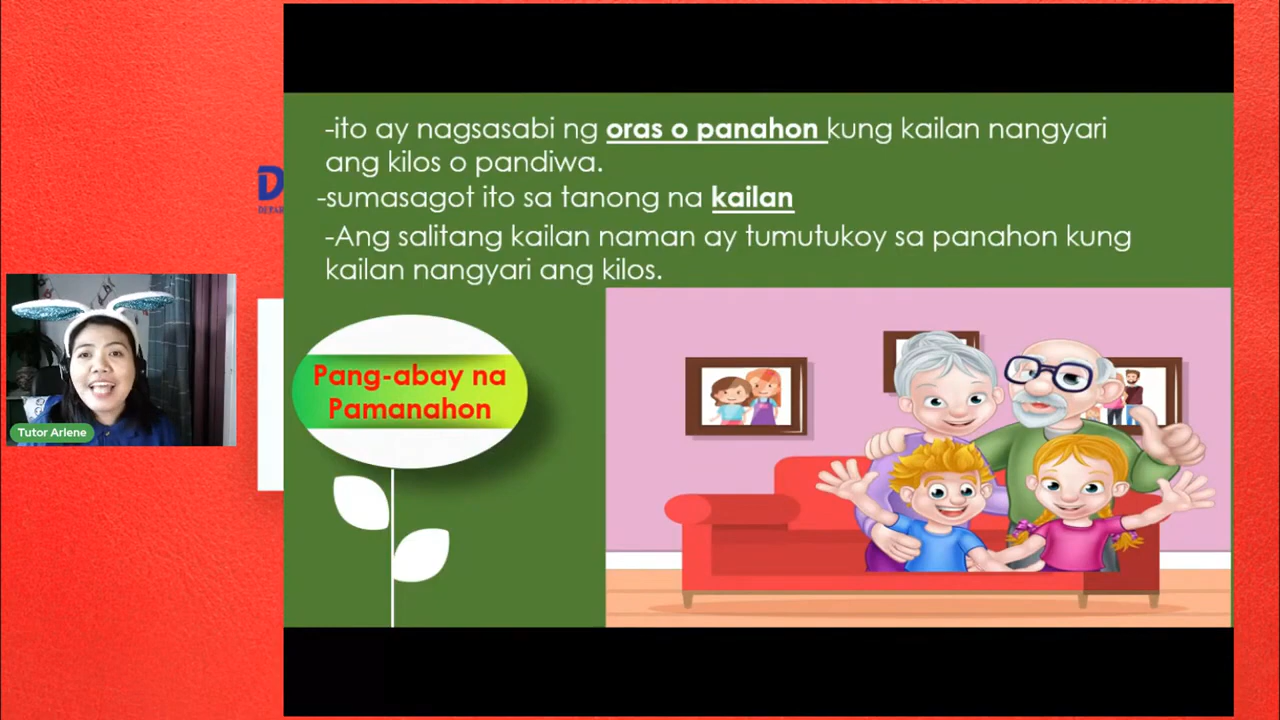 -ito ay nagsasabi ng oras o panahon kung kailan nangyari
ang kilos o pandiwa.
-sumasagot ito sa tanong na kailan
-Ang salitang kailan naman ay tumutukoy sa panahon kung
kailan nangyari ang kilos.
Pang-abay na
Pamanahon
Tutor Arlene